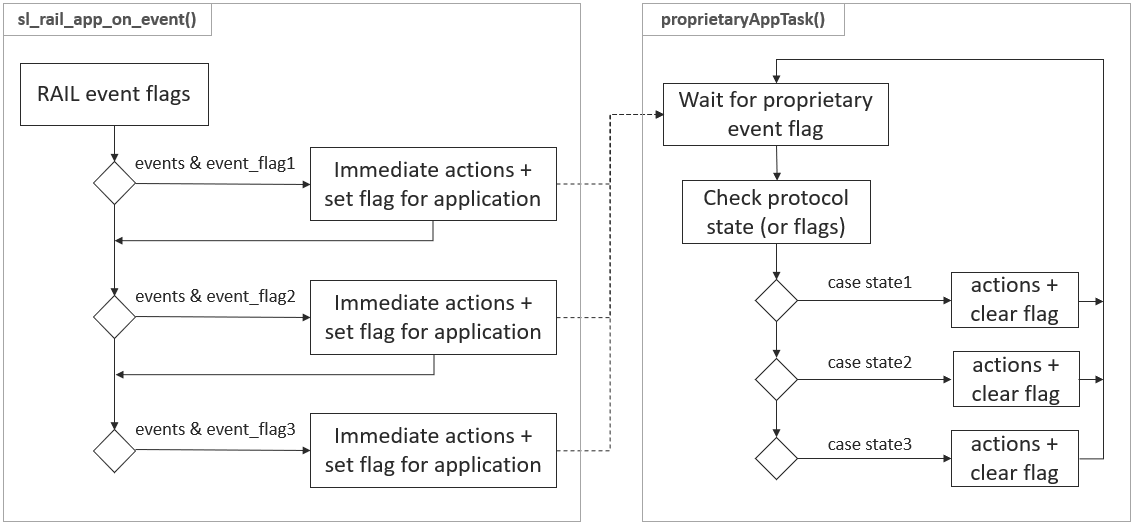 sl_rail_app_on_event()
RAIL event flags
events & event_flag1
Immediate actions +
set flag for application
events & event_flag2
Immediate actions +
set flag for application
events & event_flag3
Immediate actions +
set flag for application
proprietaryAppTask()
Wait for proprietary
event flag
Check protocol
state (or flags)
case state1
actions +
clear flag
case state2
actions +
clear flag
case state3
actions +
clear flag